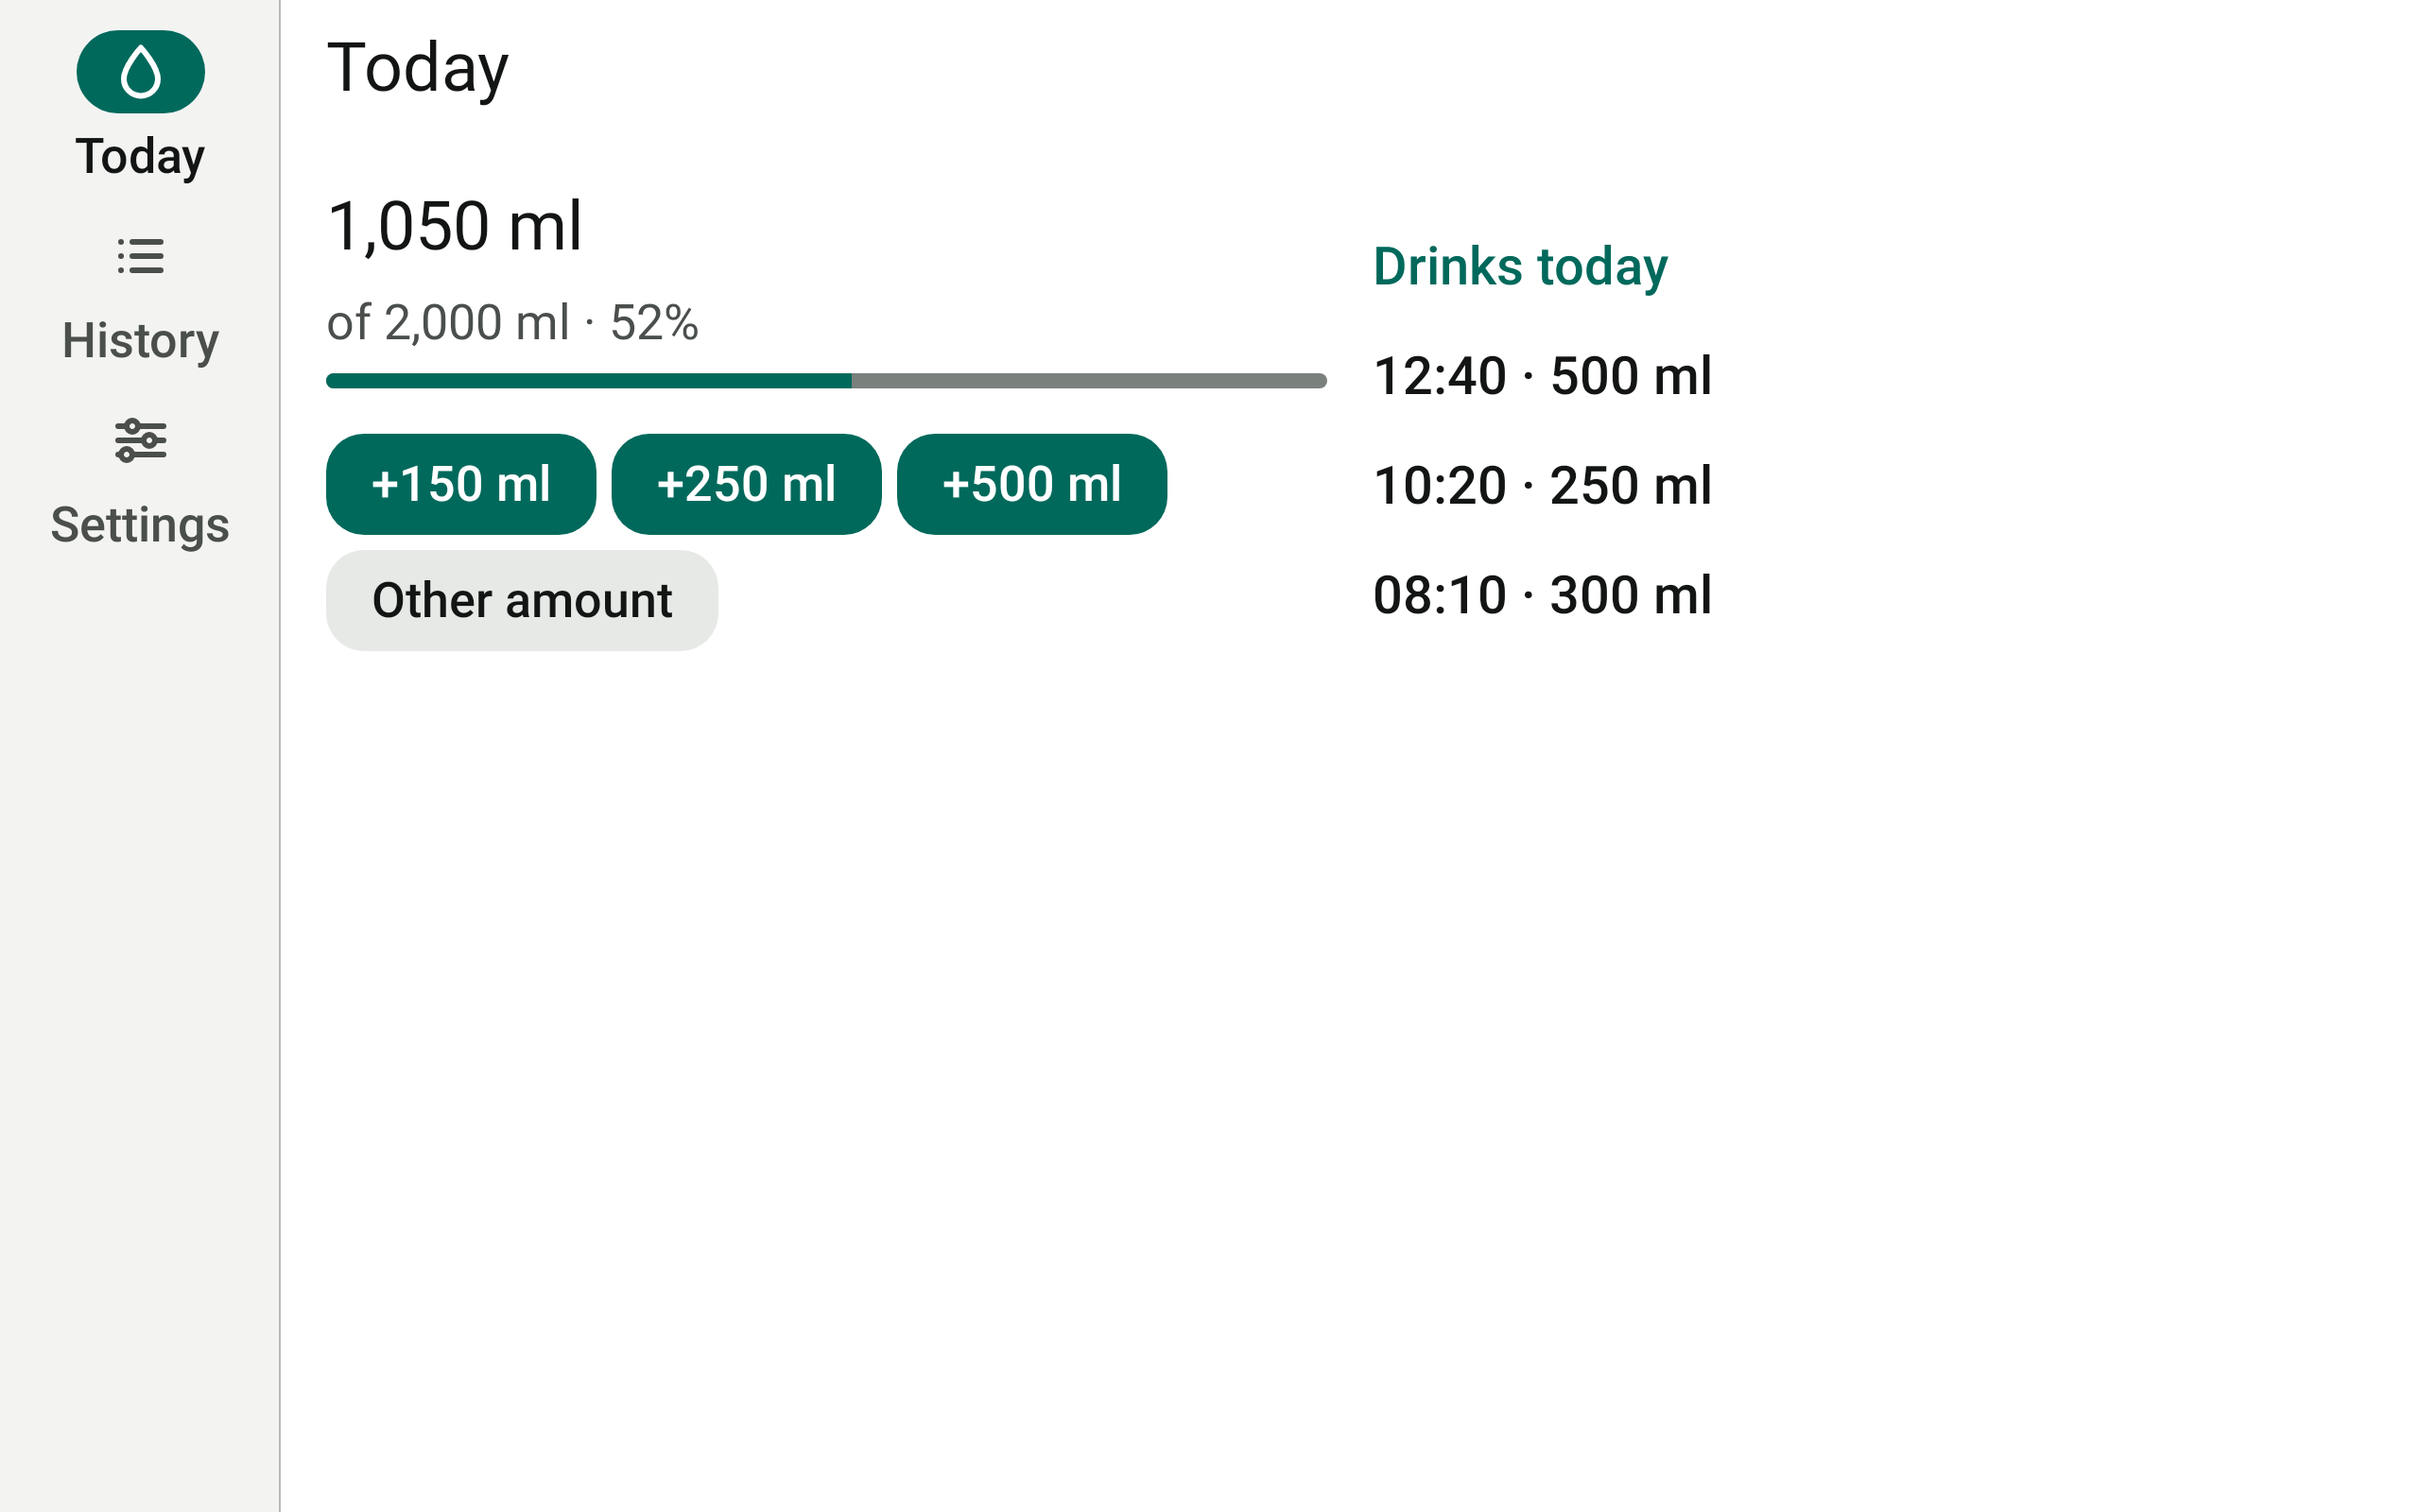 Today
History
Settings
Today
1,050 ml
of 2,000 ml · 52%
+150 ml
+250 ml
+500 ml
Other amount
Drinks today
12:40 · 500 ml
10:20 · 250 ml
08:10 · 300 ml